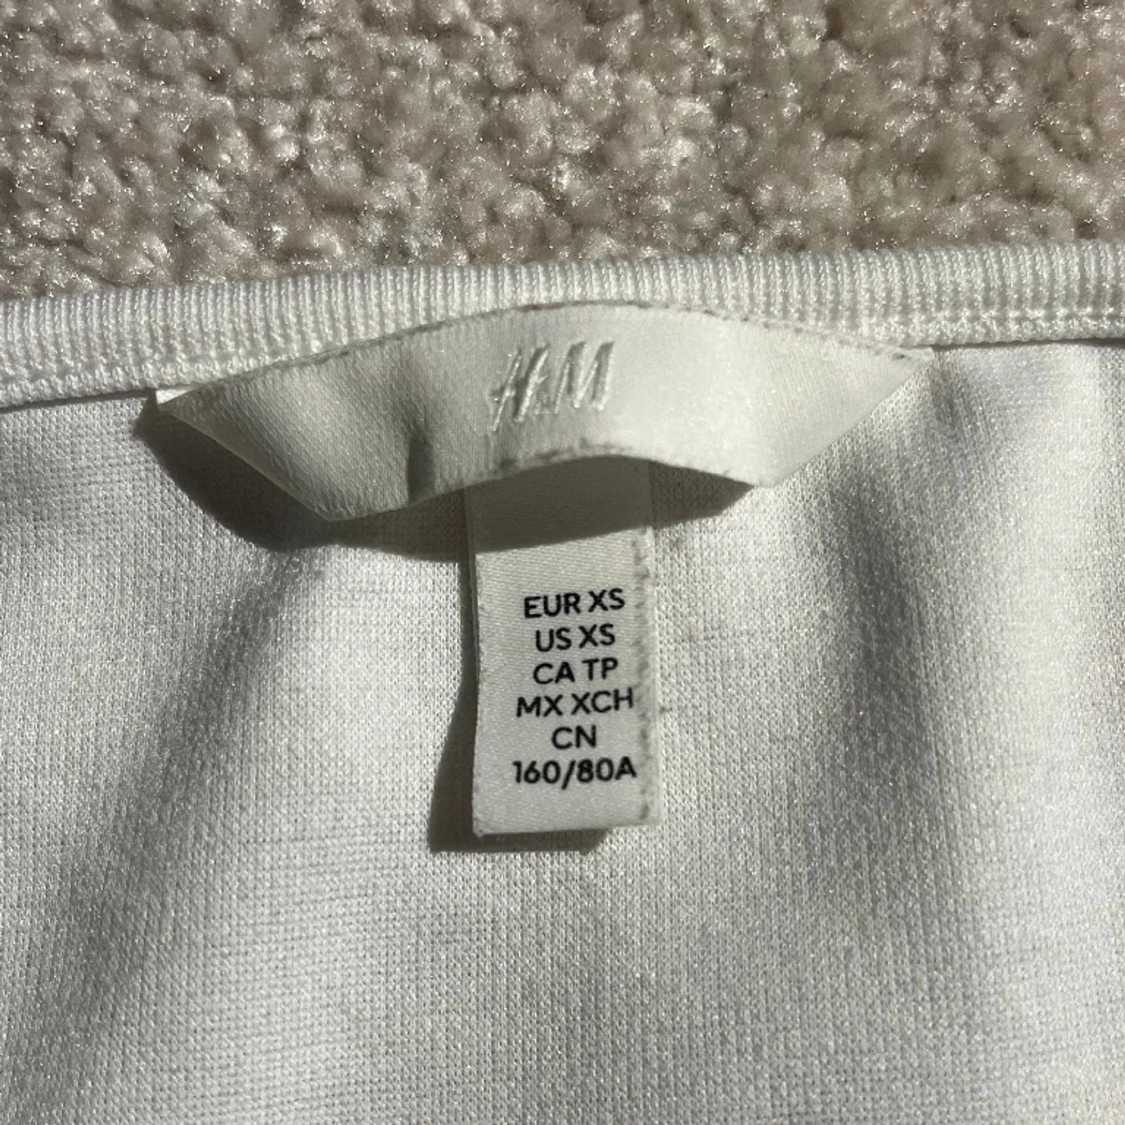 H&M
EUR XS
US XS
CA TP
MX XCH
CN
160/80A